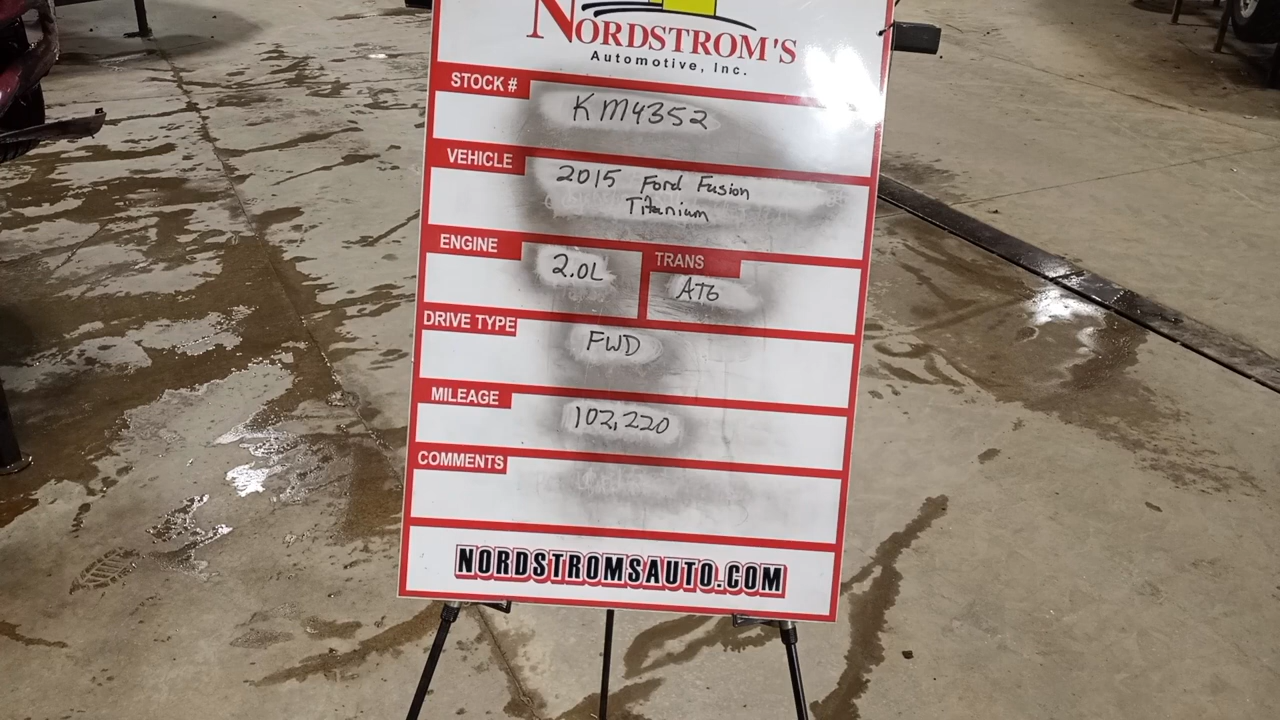 NORDSTROM'S
Automotive, Inc.
STOCK #
KM4352
VEHICLE
2015 Ford Fusion
Titanium
ENGINE
2.0L
TRANS
AT6
DRIVE TYPE
FWD
MILEAGE
102,220
COMMENTS
NORDSTROMSAUTO.COM